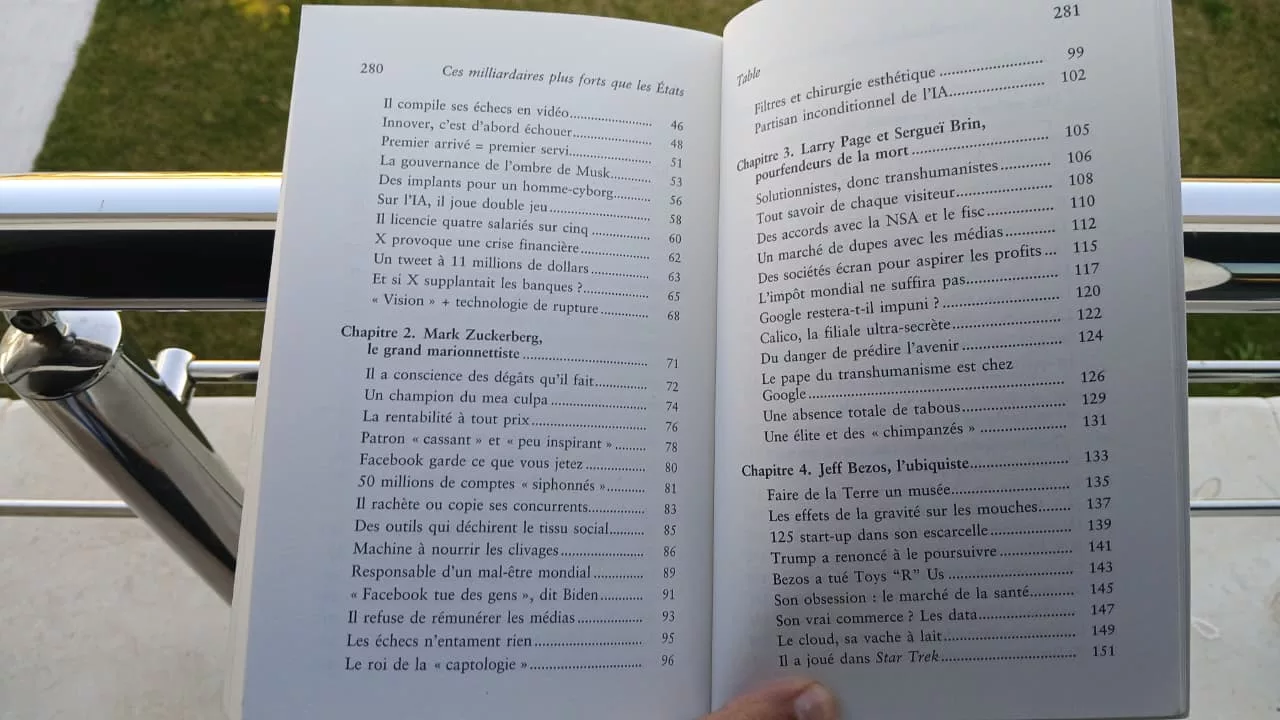 280
Ces milliardaires plus forts que les États
Il compile ses échecs en vidéo.................... 46
Innover, c'est d'abord échouer.................... 48
Premier arrivé = premier servi.................... 51
La gouvernance de l'ombre de Musk.......... 53
Des implants pour un homme-cyborg.......... 56
Sur l'IA, il joue double jeu.......................... 58
Il licencie quatre salariés sur cinq ............... 60
X provoque une crise financière................... 62
Un tweet à 11 millions de dollars................ 63
Et si X supplantait les banques ?................. 65
« Vision » + technologie de rupture............. 68
Chapitre 2. Mark Zuckerberg,
le grand marionnettiste ................................ 71
Il a conscience des dégâts qu'il fait............. 72
Un champion du mea culpa ........................ 74
La rentabilité à tout prix............................. 76
Patron « cassant » et « peu inspirant »........ 78
Facebook garde ce que vous jetez ............... 80
50 millions de comptes « siphonnés ».......... 81
Il rachète ou copie ses concurrents.............. 83
Des outils qui déchirent le tissu social......... 85
Machine à nourrir les clivages..................... 86
Responsable d'un mal-être mondial ............. 89
« Facebook tue des gens », dit Biden........... 91
Il refuse de rémunérer les médias................ 93
Les échecs n'entament rien .......................... 95
Le roi de la « captologie »........................... 96
281
Table
Filtres et chirurgie esthétique ....................... 99
Partisan inconditionnel de l'IA..................... 102
Chapitre 3. Larry Page et Sergueï Brin,
pourfendeurs de la mort ............................... 105
Solutionnistes, donc transhumanistes............ 106
Tout savoir de chaque visiteur..................... 108
Des accords avec la NSA et le fisc............... 110
Un marché de dupes avec les médias........... 112
Des sociétés écran pour aspirer les profits ... 115
L'impôt mondial ne suffira pas.................... 117
Google restera-t-il impuni ?......................... 120
Calico, la filiale ultra-secrète........................ 122
Du danger de prédire l'avenir ...................... 124
Le pape du transhumanisme est chez
Google.......................................................... 126
Une absence totale de tabous....................... 129
Une élite et des « chimpanzés » ................... 131
Chapitre 4. Jeff Bezos, l'ubiquiste..................... 133
Faire de la Terre un musée.......................... 135
Les effets de la gravité sur les mouches........ 137
125 start-up dans son escarcelle................... 139
Trump a renoncé à le poursuivre................. 141
Bezos a tué Toys “R” Us ............................ 143
Son obsession : le marché de la santé........... 145
Son vrai commerce ? Les data...................... 147
Le cloud, sa vache à lait............................... 149
Il a joué dans Star Trek................................ 151